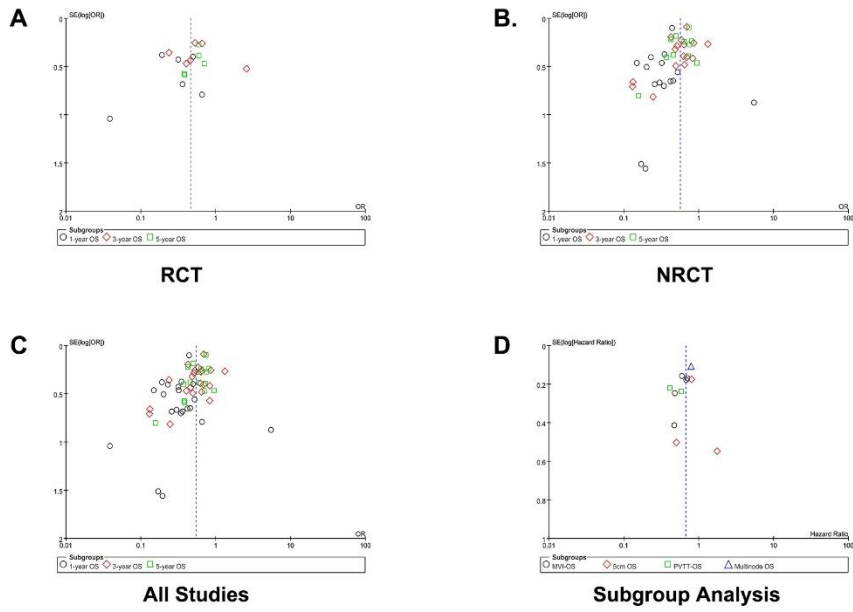 A
SE(log[OR])
0
0.5
1
1.5
2
0.01 0.1 1 10 100
OR
Subgroups
1-year OS 3-year OS 5-year OS
RCT
B.
SE(log[OR])
0
0.5
1
1.5
2
0.01 0.1 1 10 100
OR
Subgroups
1-year OS 3-year OS 5-year OS
NRCT
C
SE(log[OR])
0
0.5
1
1.5
2
0.01 0.1 1 10 100
OR
Subgroups
1-year OS 3-year OS 5-year OS
All Studies
D
SE(log[Hazard Ratio])
0
0.2
0.4
0.6
0.8
1
0.01 0.1 1 10 100
Hazard Ratio
Subgroups
MVI-OS 5cm OS PVTT-OS Multinode OS
Subgroup Analysis